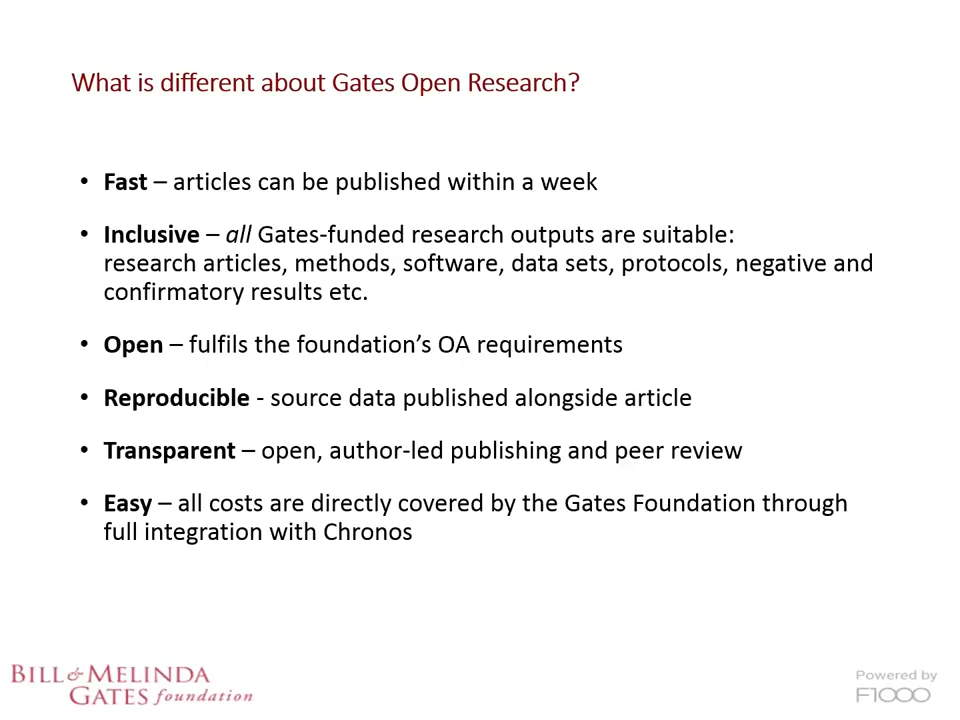 What is different about Gates Open Research?
• Fast – articles can be published within a week
• Inclusive – all Gates-funded research outputs are suitable:
research articles, methods, software, data sets, protocols, negative and
confirmatory results etc.
• Open – fulfils the foundation’s OA requirements
• Reproducible - source data published alongside article
• Transparent – open, author-led publishing and peer review
• Easy – all costs are directly covered by the Gates Foundation through
full integration with Chronos
BILL & MELINDA
GATES foundation
Powered by
F1000